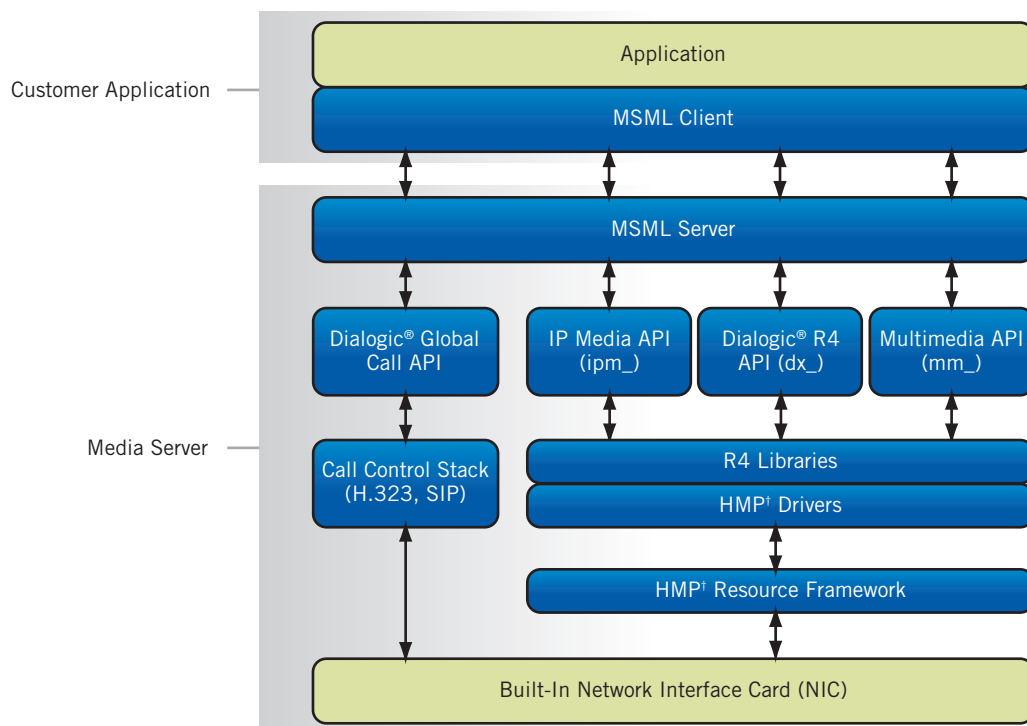 Application
Customer Application
MSML Client
MSML Server
Dialogic® Global
Call API
IP Media API
(ipm_)
Dialogic® R4
API (dx_)
Multimedia API
(mm_)
Media Server
Call Control Stack
(H.323, SIP)
R4 Libraries
HMP† Drivers
HMP† Resource Framework
Built-In Network Interface Card (NIC)